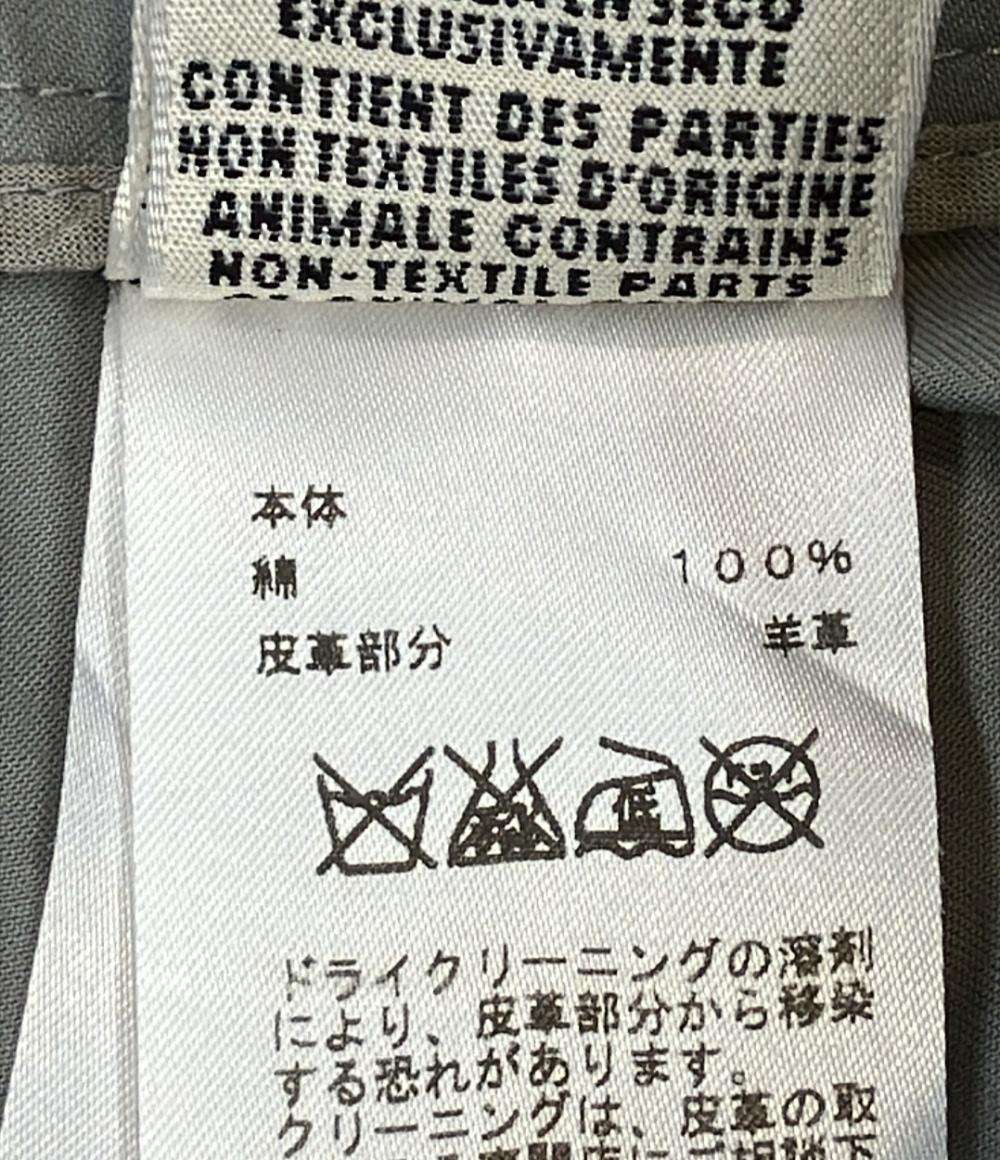 EN SECO
EXCLUSIVAMENTE
CONTIENT DES PARTIES
NON TEXTILES D'ORIGINE
ANIMALE CONTRAINS
NON-TEXTILE PARTS
本体
綿 100%
皮革部分 羊革
低
ドライクリーニングの溶剤
により、皮革部分から移染
する恐れがあります。
クリーニングは、皮革の取